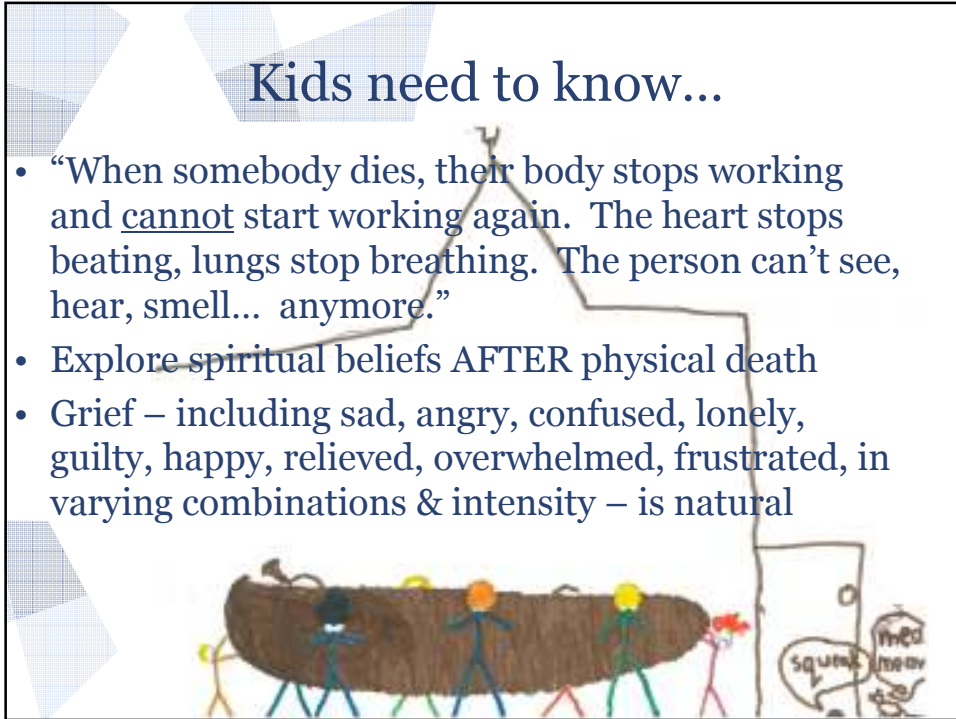 Kids need to know…
• “When somebody dies, their body stops working
and cannot start working again.  The heart stops
beating, lungs stop breathing.  The person can’t see,
hear, smell…  anymore.”
• Explore spiritual beliefs AFTER physical death
• Grief – including sad, angry, confused, lonely,
guilty, happy, relieved, overwhelmed, frustrated, in
varying combinations & intensity – is natural
squeak